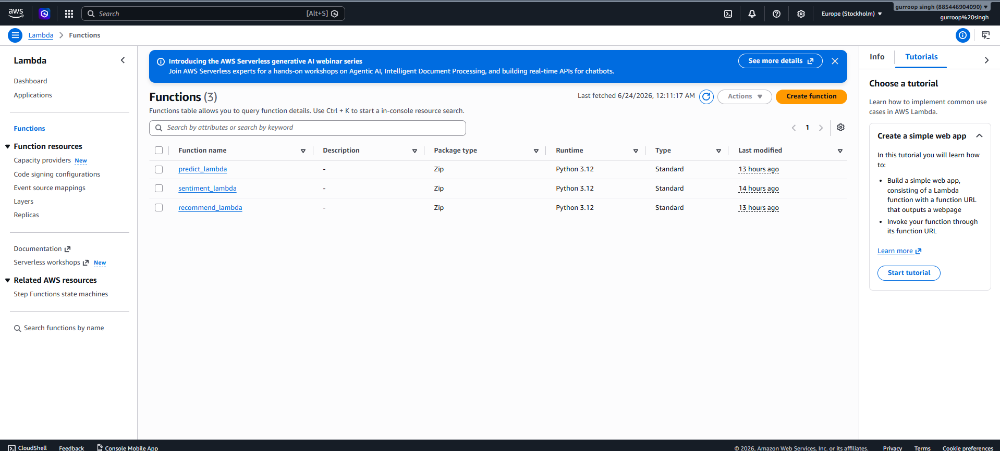 aws
Search [Alt+S]
Europe (Stockholm)
gurroop singh (885446904090)
gurroop%20singh
Lambda
Functions
Lambda
Dashboard
Applications
Functions
Function resources
Capacity providers New
Code signing configurations
Event source mappings
Layers
Replicas
Documentation
Serverless workshops New
Related AWS resources
Step Functions state machines
Search functions by name
Introducing the AWS Serverless generative AI webinar series
Join AWS Serverless experts for a hands-on workshops on Agentic AI, Intelligent Document Processing, and building real-time APIs for chatbots.
See more details
Functions (3)
Last fetched 6/24/2026, 12:11:17 AM
Actions
Create function
Functions table allows you to query function details. Use Ctrl + K to start a in-console resource search.
Search by attributes or search by keyword
1
Function name Description Package type Runtime Type Last modified
predict_lambda - Zip Python 3.12 Standard 13 hours ago
sentiment_lambda - Zip Python 3.12 Standard 14 hours ago
recommend_lambda - Zip Python 3.12 Standard 13 hours ago
Info
Tutorials
Choose a tutorial
Learn how to implement common use
cases in AWS Lambda.
Create a simple web app
In this tutorial you will learn how
to:
• Build a simple web app,
consisting of a Lambda
function with a function URL
that outputs a webpage
• Invoke your function through
its function URL
Learn more
Start tutorial
CloudShell
Feedback
Console Mobile App
© 2026, Amazon Web Services, Inc. or its affiliates.
Privacy
Terms
Cookie preferences